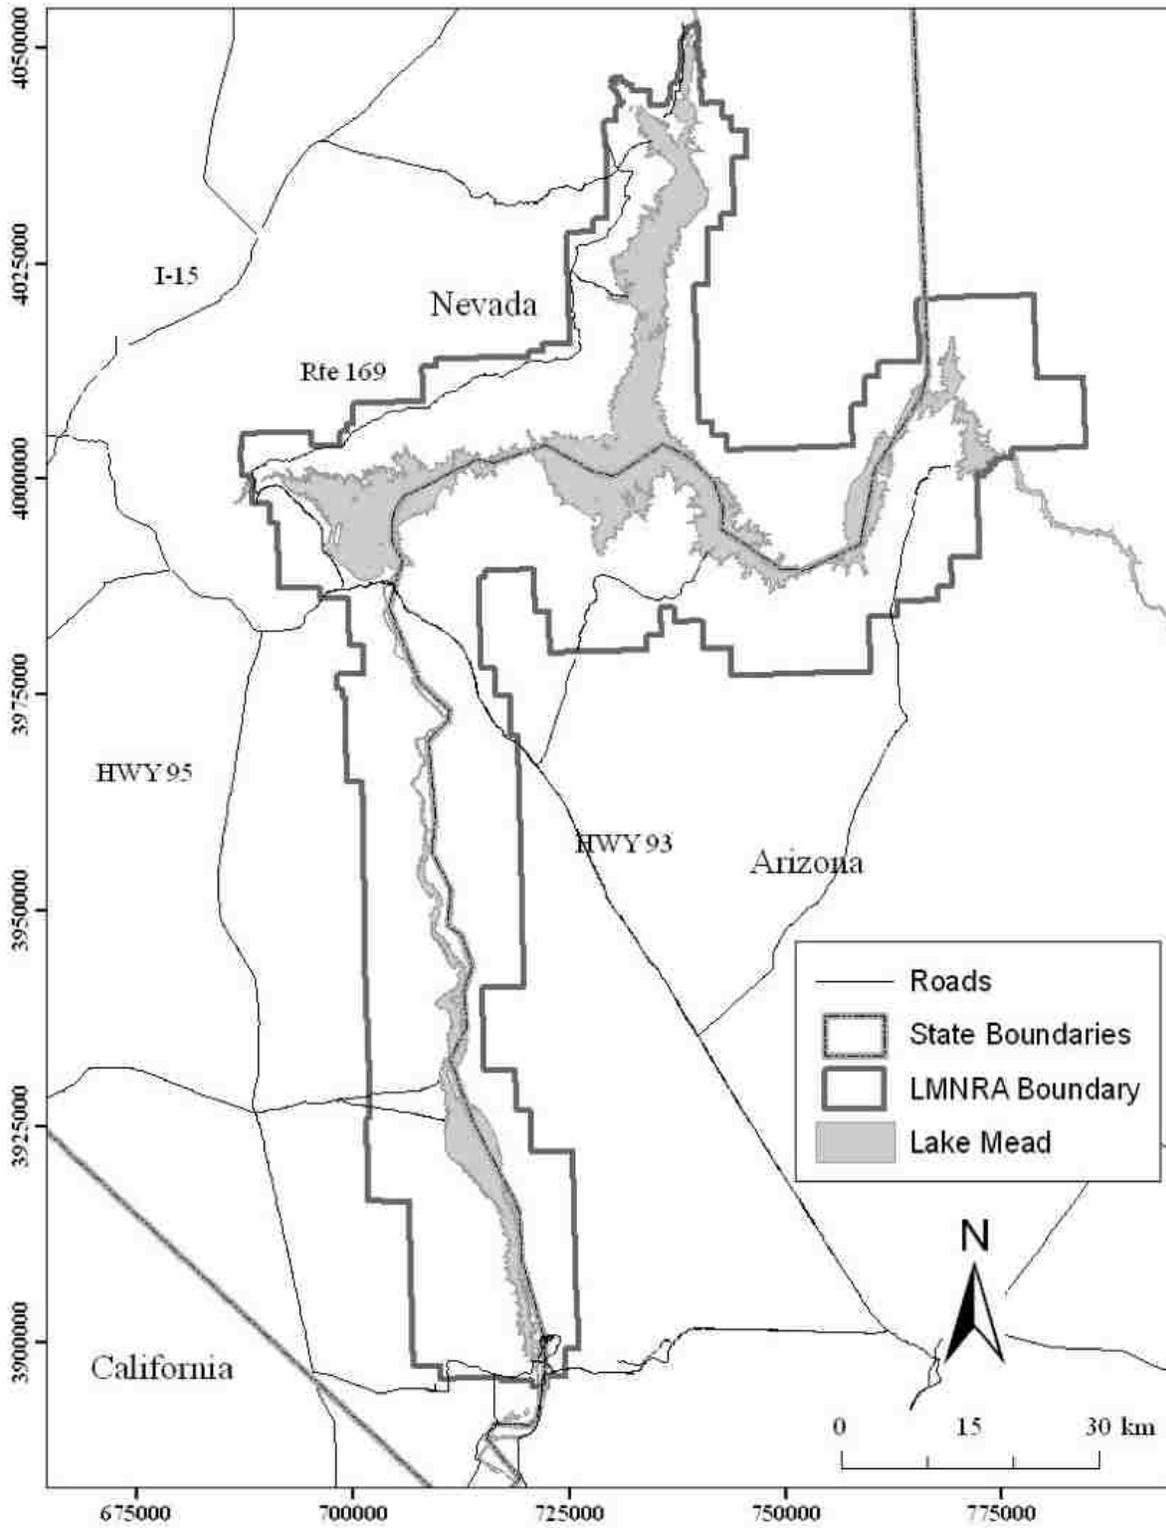 4050000
4025000
4000000
3975000
3950000
3925000
3900000
I-15
Nevada
Rte 169
HWY 95
HWY 93
Arizona
Roads
State Boundaries
LMNRA Boundary
Lake Mead
N
California
0 15 30 km
675000 700000 725000 750000 775000